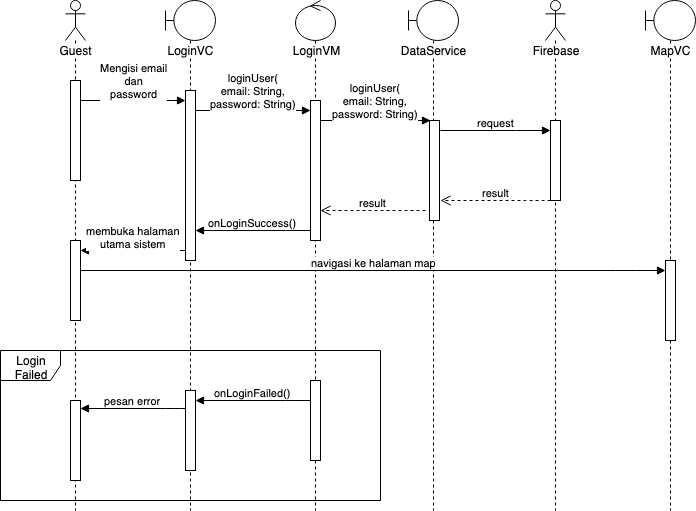 Guest
LoginVC
LoginVM
DataService
Firebase
MapVC
Mengisi email
dan
password
loginUser(
email: String,
password: String)
loginUser(
email: String,
password: String)
request
result
result
onLoginSuccess()
membuka halaman
utama sistem
navigasi ke halaman map
Login
Failed
onLoginFailed()
pesan error